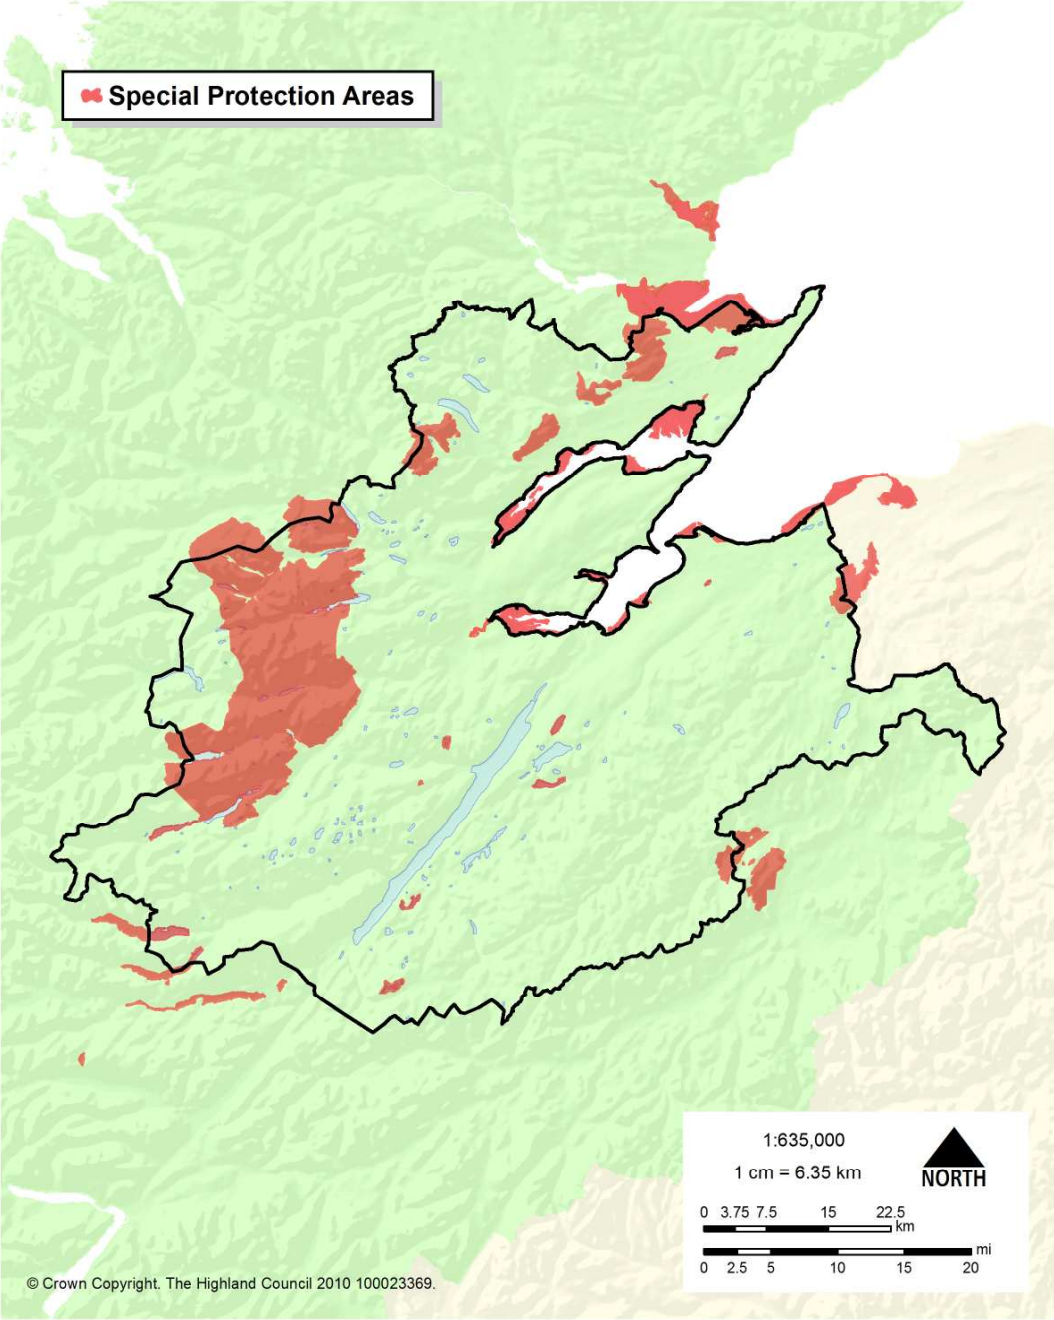 Special Protection Areas
1:635,000
1 cm = 6.35 km
NORTH
0 3.75 7.5 15 22.5
km
mi
0 2.5 5 10 15 20
© Crown Copyright. The Highland Council 2010 100023369.